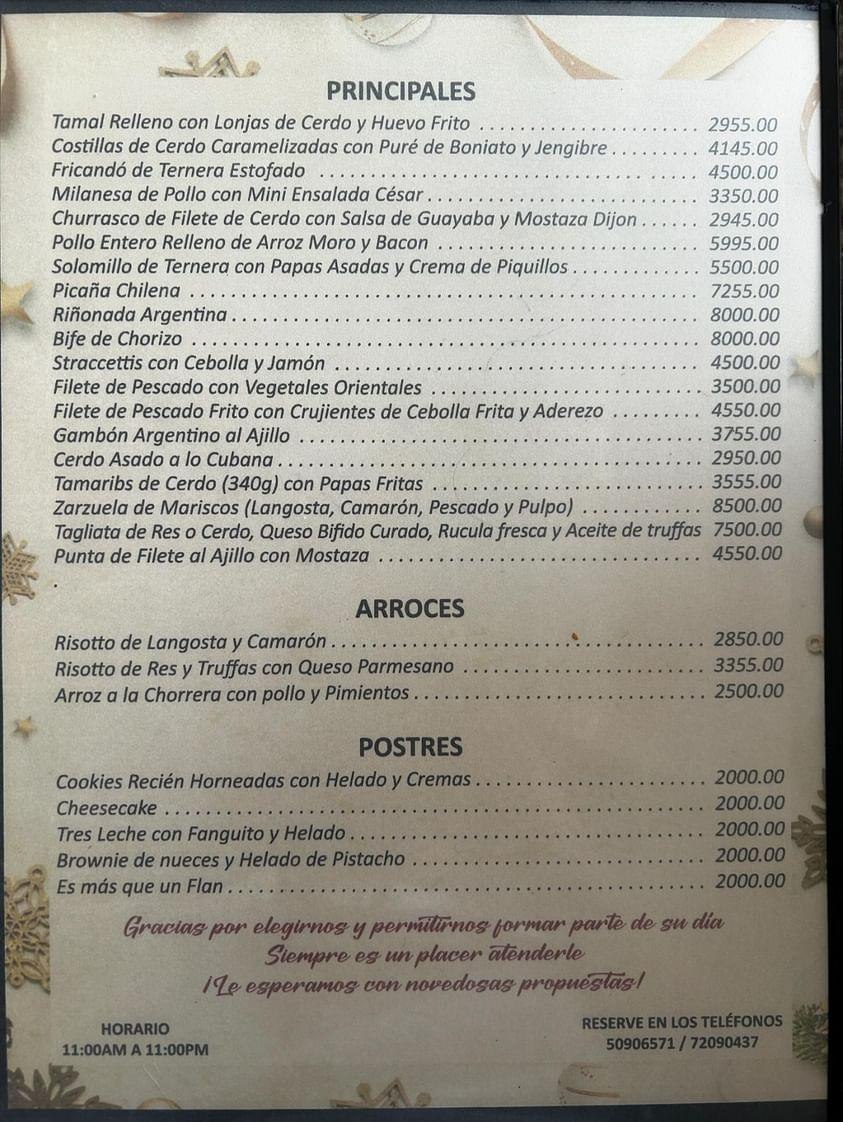 PRINCIPALES
Tamal Relleno con Lonjas de Cerdo y Huevo Frito ...................... 2955.00
Costillas de Cerdo Caramelizadas con Puré de Boniato y Jengibre ......... 4145.00
Fricandó de Ternera Estofado ...................................... 4500.00
Milanesa de Pollo con Mini Ensalada César ........................... 3350.00
Churrasco de Filete de Cerdo con Salsa de Guayaba y Mostaza Dijon ...... 2945.00
Pollo Entero Relleno de Arroz Moro y Bacon .......................... 5995.00
Solomillo de Ternera con Papas Asadas y Crema de Piquillos ............. 5500.00
Picaña Chilena ................................................... 7255.00
Riñonada Argentina ............................................... 8000.00
Bife de Chorizo ................................................... 8000.00
Straccettis con Cebolla y Jamón .................................... 4500.00
Filete de Pescado con Vegetales Orientales ........................... 3500.00
Filete de Pescado Frito con Crujientes de Cebolla Frita y Aderezo ......... 4550.00
Gambón Argentino al Ajillo ........................................ 3755.00
Cerdo Asado a lo Cubana .......................................... 2950.00
Tamaribs de Cerdo (340g) con Papas Fritas ........................... 3555.00
Zarzuela de Mariscos (Langosta, Camarón, Pescado y Pulpo) ............ 8500.00
Tagliata de Res o Cerdo, Queso Bifido Curado, Rucula fresca y Aceite de truffas 7500.00
Punta de Filete al Ajillo con Mostaza ................................ 4550.00
ARROCES
Risotto de Langosta y Camarón ..................................... 2850.00
Risotto de Res y Truffas con Queso Parmesano ........................ 3355.00
Arroz a la Chorrera con pollo y Pimientos ............................. 2500.00
POSTRES
Cookies Recién Horneadas con Helado y Cremas ....................... 2000.00
Cheesecake ...................................................... 2000.00
Tres Leche con Fanguito y Helado ................................... 2000.00
Brownie de nueces y Helado de Pistacho ............................. 2000.00
Es más que un Flan ............................................... 2000.00
Gracias por elegirnos y permitirnos formar parte de su día
Siempre es un placer atenderle
¡Le esperamos con novedosas propuestas!
HORARIO
11:00AM A 11:00PM
RESERVE EN LOS TELÉFONOS
50906571 / 72090437